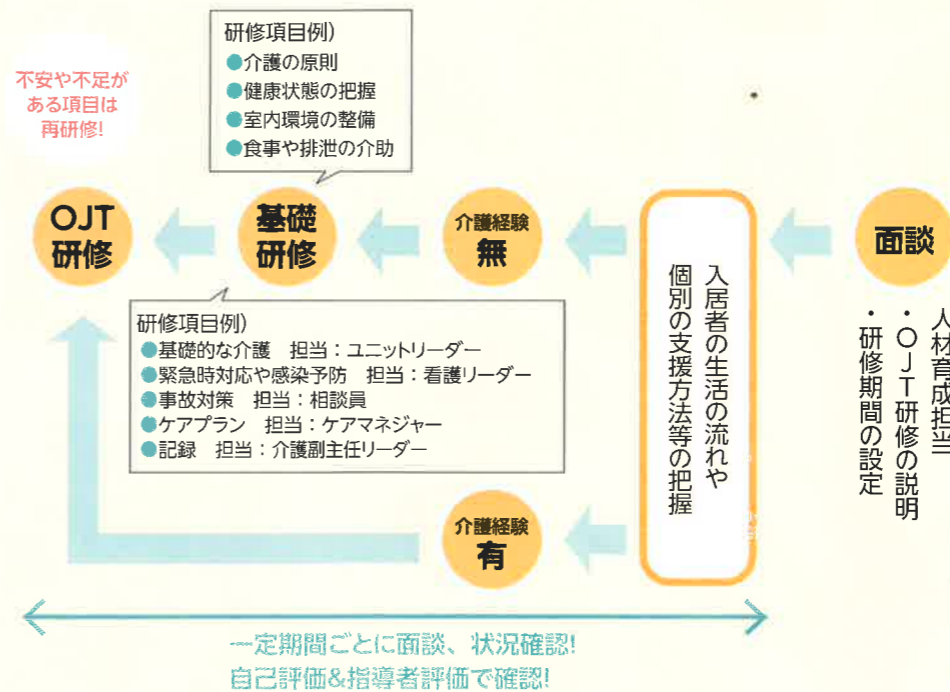 面談
人材育成担当
・OJT研修の説明
・研修期間の設定
入居者の生活の流れや
個別の支援方法等の把握
介護経験
無
基礎
研修
研修項目例)
●介護の原則
●健康状態の把握
●室内環境の整備
●食事や排泄の介助
OJT
研修
不安や不足が
ある項目は
再研修!
研修項目例)
●基礎的な介護 担当:ユニットリーダー
●緊急時対応や感染予防 担当:看護リーダー
●事故対策 担当:相談員
●ケアプラン 担当:ケアマネジャー
●記録 担当:介護副主任リーダー
介護経験
有
一定期間ごとに面談、状況確認!
自己評価&指導者評価で確認!